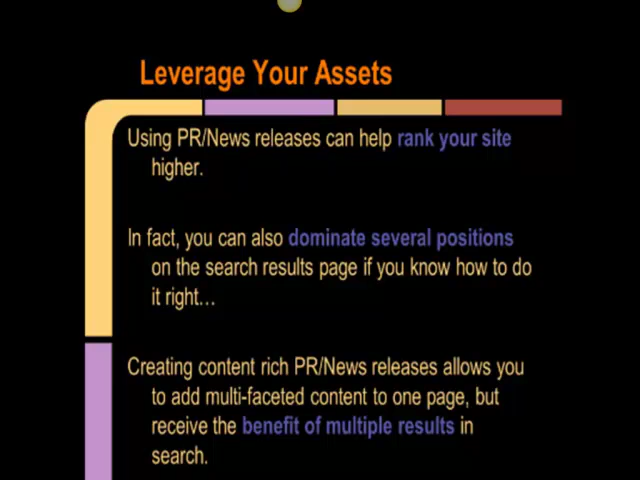 Leverage Your Assets
Using PR/News releases can help rank your site
higher.
In fact, you can also dominate several positions
on the search results page if you know how to do
it right…
Creating content rich PR/News releases allows you
to add multi-faceted content to one page, but
receive the benefit of multiple results in
search.